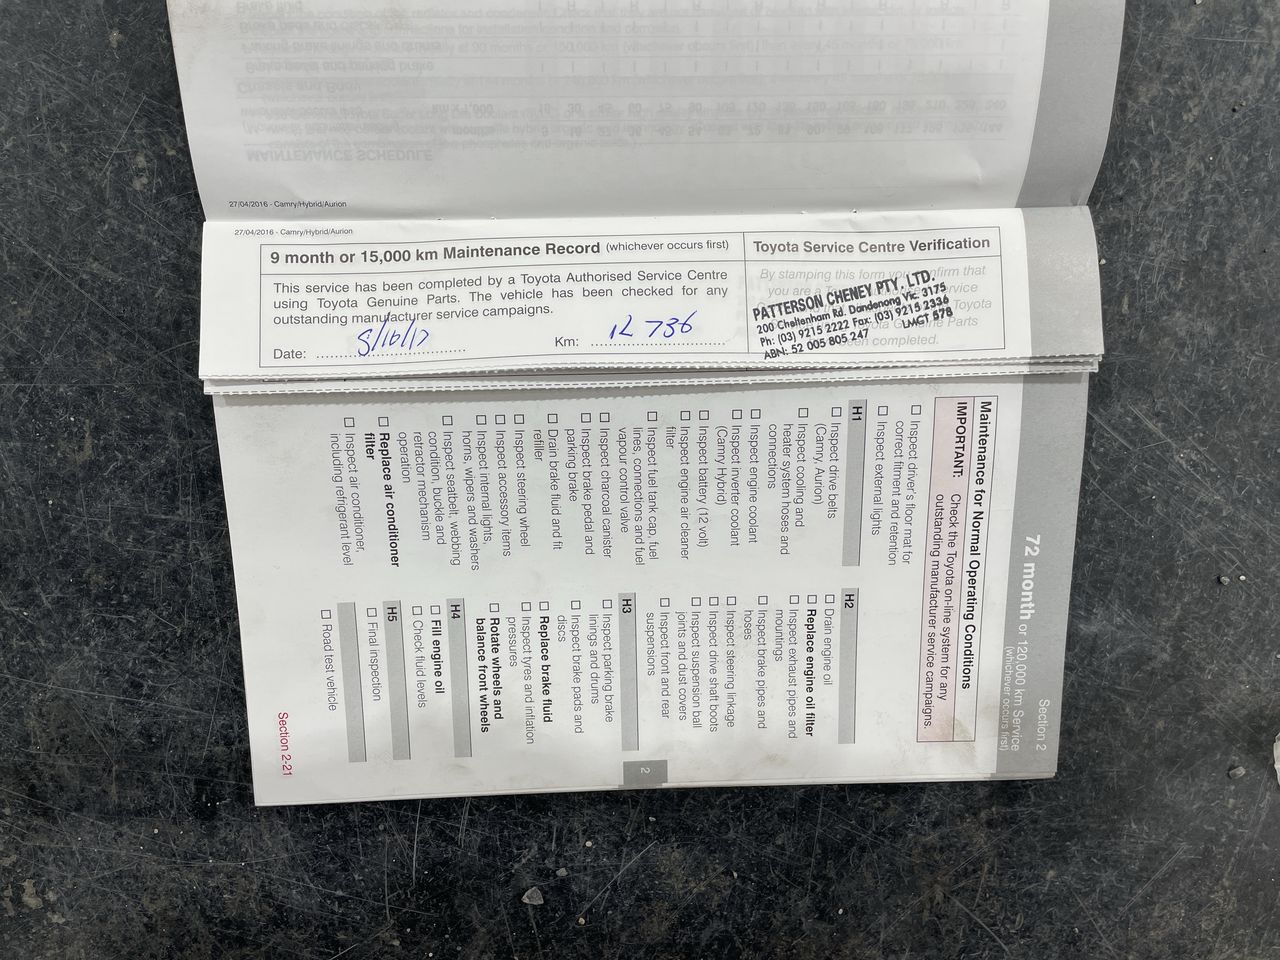 27/04/2016 - Camry/Hybrid/Aurion
27/04/2016 - Camry/Hybrid/Aurion
9 month or 15,000 km Maintenance Record (whichever occurs first)
This service has been completed by a Toyota Authorised Service Centre
using Toyota Genuine Parts. The vehicle has been checked for any
outstanding manufacturer service campaigns.
Date: 5/10/17
Km: 12 736
Toyota Service Centre Verification
By stamping this form you confirm that
PATTERSON CHENEY PTY. LTD.
200 Cheltenham Rd. Dandenong Vic. 3175
Ph: (03) 9215 2222 Fax: (03) 9215 2336
ABN: 52 005 805 247
LMCT 578
Section 2
72 month or 120,000 km Service
(whichever occurs first)
Maintenance for Normal Operating Conditions
IMPORTANT: Check the Toyota on-line system for any
outstanding manufacturer service campaigns.
☐ Inspect driver's floor mat for
correct fitment and retention
☐ Inspect external lights
H1
☐ Inspect drive belts
(Camry, Aurion)
☐ Inspect cooling and
heater system hoses and
connections
☐ Inspect engine coolant
☐ Inspect inverter coolant
(Camry Hybrid)
☐ Inspect battery (12 volt)
☐ Inspect engine air cleaner
filter
☐ Inspect fuel tank cap, fuel
lines, connections and fuel
vapour control valve
☐ Inspect charcoal canister
☐ Inspect brake pedal and
parking brake
☐ Drain brake fluid and fit
refiller
☐ Inspect steering wheel
☐ Inspect accessory items
☐ Inspect internal lights,
horns, wipers and washers
☐ Inspect seatbelt, webbing
condition, buckle and
retractor mechanism
operation
☐ Replace air conditioner
filter
☐ Inspect air conditioner,
including refrigerant level
H2
☐ Drain engine oil
☐ Replace engine oil filter
☐ Inspect exhaust pipes and
mountings
☐ Inspect brake pipes and
hoses
☐ Inspect steering linkage
☐ Inspect drive shaft boots
☐ Inspect suspension ball
joints and dust covers
☐ Inspect front and rear
suspensions
H3
☐ Inspect parking brake
linings and drums
☐ Inspect brake pads and
discs
☐ Replace brake fluid
☐ Inspect tyres and inflation
pressures
☐ Rotate wheels and
balance front wheels
H4
☐ Fill engine oil
☐ Check fluid levels
H5
☐ Final inspection
☐ Road test vehicle
2
Section 2-21